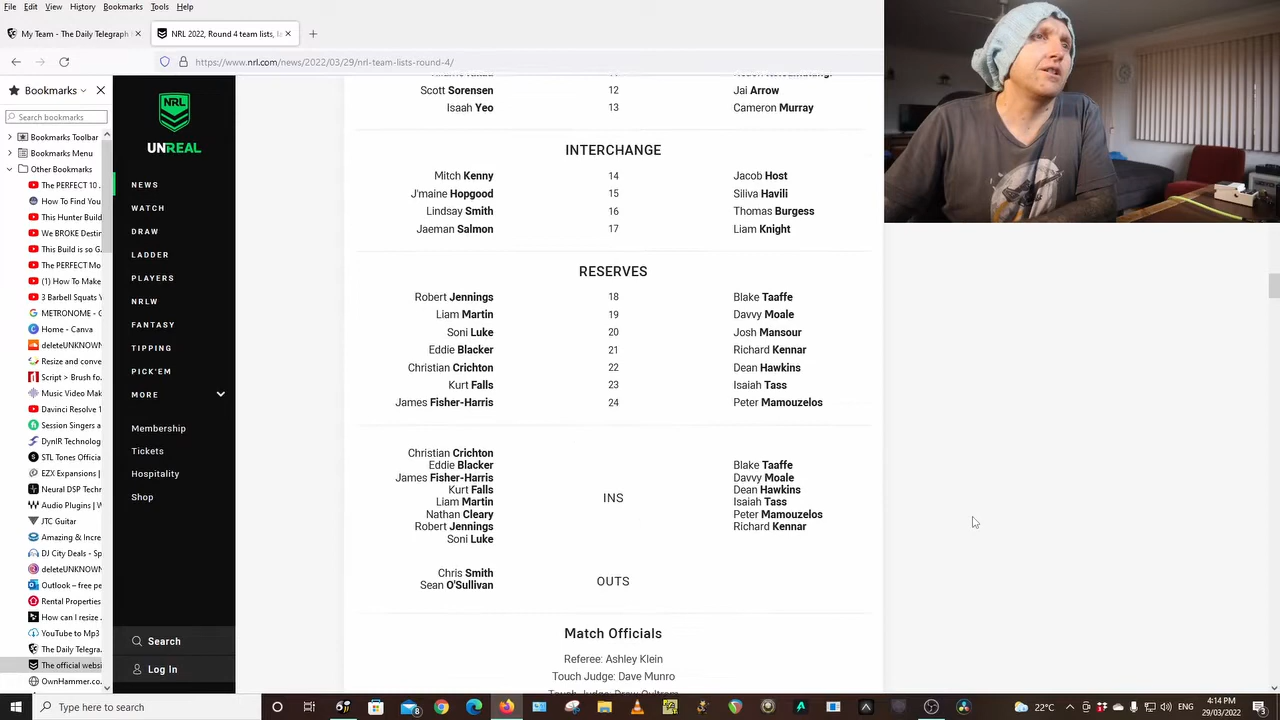 File Edit View History Bookmarks Tools Help
My Team - The Daily Telegraph
NRL 2022, Round 4 team lists,
https://www.nrl.com/news/2022/03/29/nrl-team-lists-round-4/
Bookmarks
Search bookmarks
Bookmarks Toolbar
Bookmarks Menu
Other Bookmarks
The PERFECT 10
How To Find You
This Hunter Build
We BROKE Destin
This Build is so G
The PERFECT Mo
(1) How To Make
3 Barbell Squats Y
METRONOME - G
Home - Canva
deleteUNKNOWN
Resize and conve
Script > Brush fo
Music Video Mak
Davinci Resolve 1
Session Singers a
DynIR Technolog
STL Tones Officia
EZX Expansions |
Neural DSP Techn
Audio Plugins | W
JTC Guitar
Amazing & Incre
DJ City Deals - Sp
deleteUNKNOWN
Outlook – free pe
Rental Properties
How can I resize
YouTube to Mp3
The Daily Telegra
The official websi
OwnHammer.co
NRL
UNREAL
NEWS
WATCH
DRAW
LADDER
PLAYERS
NRLW
FANTASY
TIPPING
PICK'EM
MORE
Membership
Tickets
Hospitality
Shop
Search
Log In
Scott Sorensen 12 Jai Arrow
Isaah Yeo 13 Cameron Murray
INTERCHANGE
Mitch Kenny 14 Jacob Host
J'maine Hopgood 15 Siliva Havili
Lindsay Smith 16 Thomas Burgess
Jaeman Salmon 17 Liam Knight
RESERVES
Robert Jennings 18 Blake Taaffe
Liam Martin 19 Davvy Moale
Soni Luke 20 Josh Mansour
Eddie Blacker 21 Richard Kennar
Christian Crichton 22 Dean Hawkins
Kurt Falls 23 Isaiah Tass
James Fisher-Harris 24 Peter Mamouzelos
Christian Crichton
Eddie Blacker Blake Taaffe
James Fisher-Harris Davvy Moale
Kurt Falls Dean Hawkins
INS
Liam Martin Isaiah Tass
Nathan Cleary Peter Mamouzelos
Robert Jennings Richard Kennar
Soni Luke
Chris Smith
OUTS
Sean O'Sullivan
Match Officials
Referee: Ashley Klein
Touch Judge: Dave Munro
Touch Judge: Drew Oultram
Type here to search
22°C
ENG
4:14 PM
29/03/2022